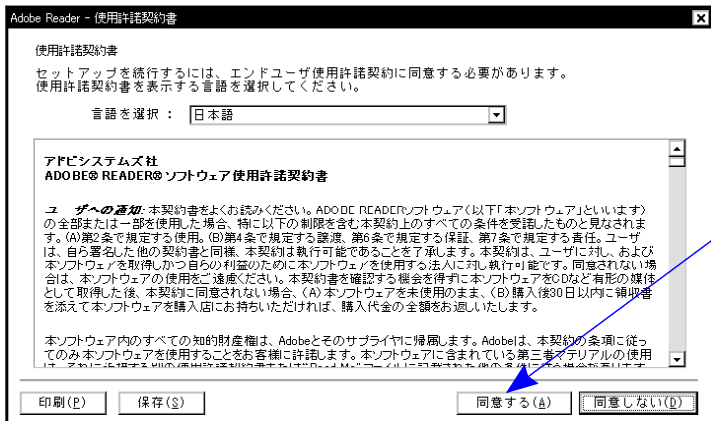 Adobe Reader - 使用許諾契約書
使用許諾契約書
セットアップを続行するには、エンドユーザ使用許諾契約に同意する必要があります。
使用許諾契約書を表示する言語を選択してください。
言語を選択 : 日本語
アドビシステムズ社
ADOBE® READER® ソフトウェア使用許諾契約書
ユーザへの通知: 本契約書をよくお読みください。ADOBE READERソフトウェア(以下「本ソフトウェア」といいます)
の全部または一部を使用した場合、特に以下の制限を含む本契約上のすべての条件を受諾したものと見なされま
す。(A)第2条で規定する使用。(B)第4条で規定する譲渡、第6条で規定する保証、第7条で規定する責任。ユーザ
は、自ら署名した他の契約書と同様、本契約は執行可能であることを了承します。本契約は、ユーザに対し、および
本ソフトウェアを取得しかつ自らの利益のために本ソフトウェアを使用する法人に対し執行可能です。同意されない場
合は、本ソフトウェアの使用をご遠慮ください。本契約書を確認する機会を得ずに本ソフトウェアをCDなど有形の媒体
として取得した後、本契約に同意されない場合、(A)本ソフトウェアを未使用のまま、(B)購入後30日以内に領収書
を添えて本ソフトウェアを購入店にお持ちいただければ、購入代金の全額をお返しいたします。
本ソフトウェア内のすべての知的財産権は、Adobeとそのサプライヤに帰属します。Adobeは、本契約の条項に従っ
てのみ本ソフトウェアを使用することをお客様に許諾します。本ソフトウェアに含まれている第三者マテリアルの使用
印刷(P) 保存(S) 同意する(A) 同意しない(D)